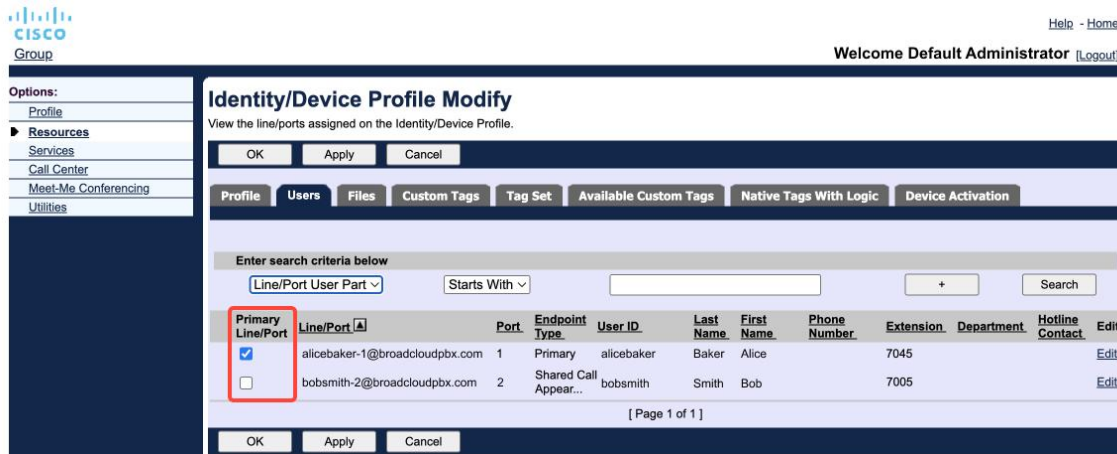 CISCO
Help - Home
Group
Welcome Default Administrator [Logout]
Options:
Profile
Resources
Services
Call Center
Meet-Me Conferencing
Utilities
Identity/Device Profile Modify
View the line/ports assigned on the Identity/Device Profile.
OK Apply Cancel
Profile Users Files Custom Tags Tag Set Available Custom Tags Native Tags With Logic Device Activation
Enter search criteria below
Line/Port User Part Starts With + Search
Primary Line/Port Line/Port Port Endpoint Type User ID Last Name First Name Phone Number Extension Department Hotline Contact Edit
alicebaker-1@broadcloudpbx.com 1 Primary alicebaker Baker Alice 7045 Edit
bobsmith-2@broadcloudpbx.com 2 Shared Call Appear... bobsmith Smith Bob 7005 Edit
[ Page 1 of 1 ]
OK Apply Cancel